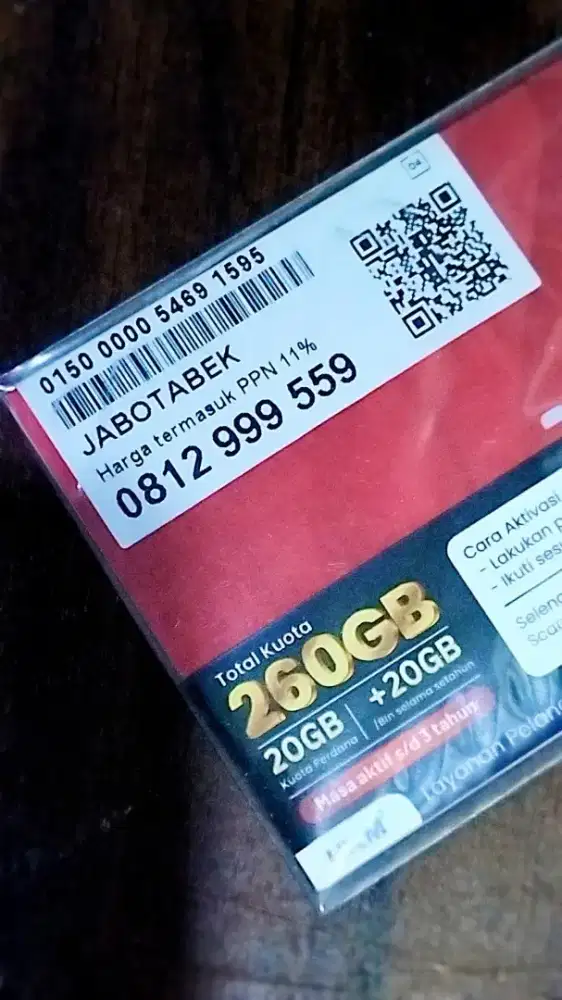 04
0150 0000 5469 1595
JABOTABEK
Harga termasuk PPN 11%
0812 999 559
Cara Aktivasi
- Lakukan
- Ikuti
Total Kuota
260GB
20GB
Kuota Perdana
+20GB
/Bln selama setahun
Masa aktif s/d 3 tahun
Layanan